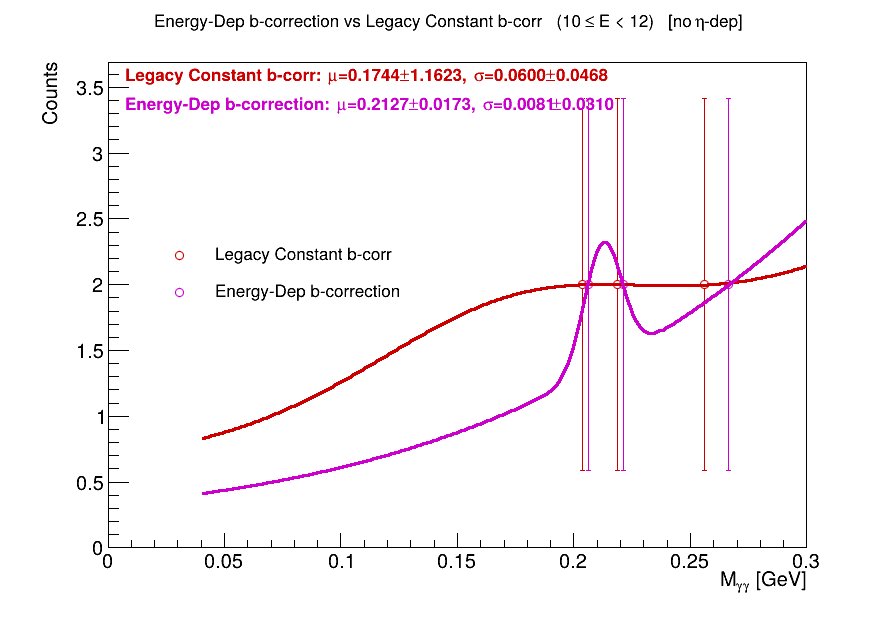 Energy-Dep b-correction vs Legacy Constant b-corr (10 ≤ E < 12) [no η-dep]
Counts
Legacy Constant b-corr: μ=0.1744±1.1623, σ=0.0600±0.0468
Energy-Dep b-correction: μ=0.2127±0.0173, σ=0.0081±0.0310
3.5
3
2.5
2
1.5
1
0.5
0
Legacy Constant b-corr
Energy-Dep b-correction
0 0.05 0.1 0.15 0.2 0.25 0.3
Mγγ [GeV]